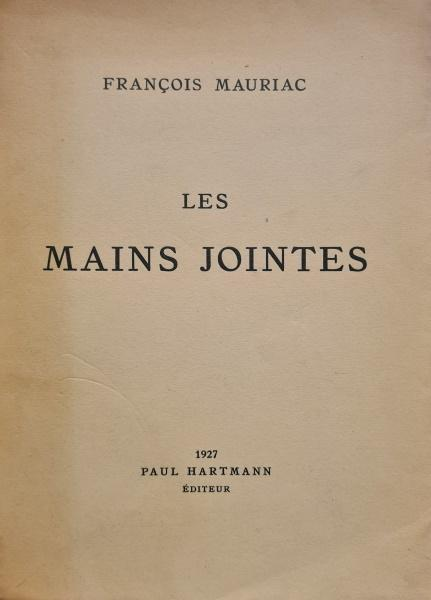 FRANÇOIS MAURIAC
LES
MAINS JOINTES
1927
PAUL HARTMANN
ÉDITEUR